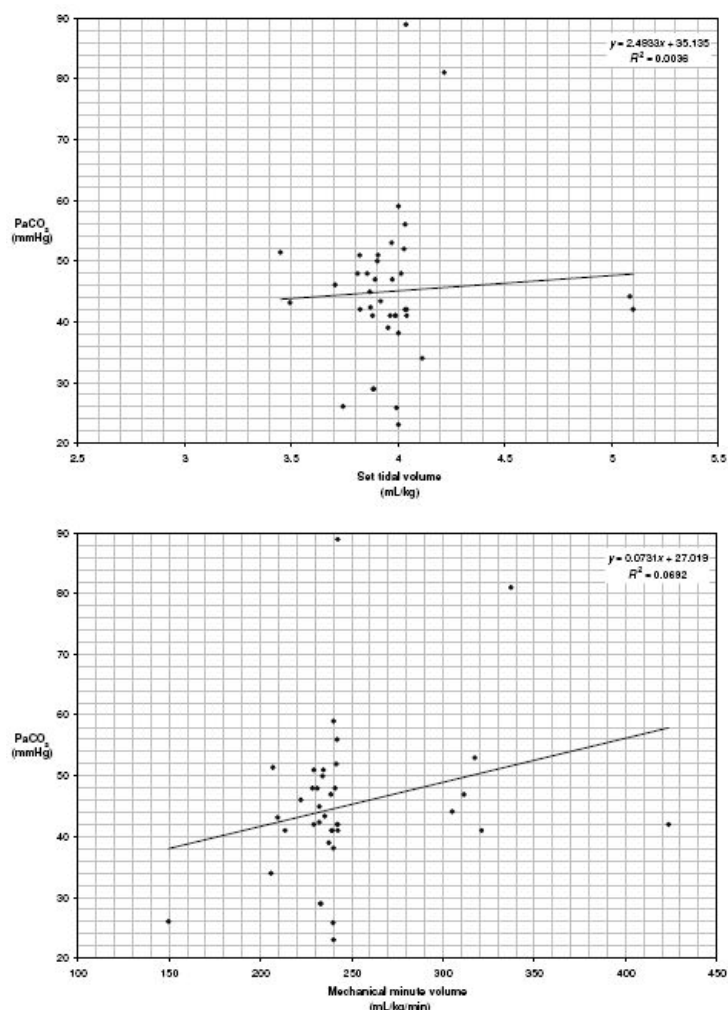 90
y = 2.4933x + 35.135
R² = 0.0036
80
70
60
PaCO₂
(mmHg)
50
40
30
20
2.5 3 3.5 4 4.5 5 5.5
Set tidal volume
(mL/kg)
90
y = 0.0731x + 27.019
R² = 0.0692
80
70
60
PaCO₂
(mmHg)
50
40
30
20
100 150 200 250 300 350 400 450
Mechanical minute volume
(mL/kg/min)